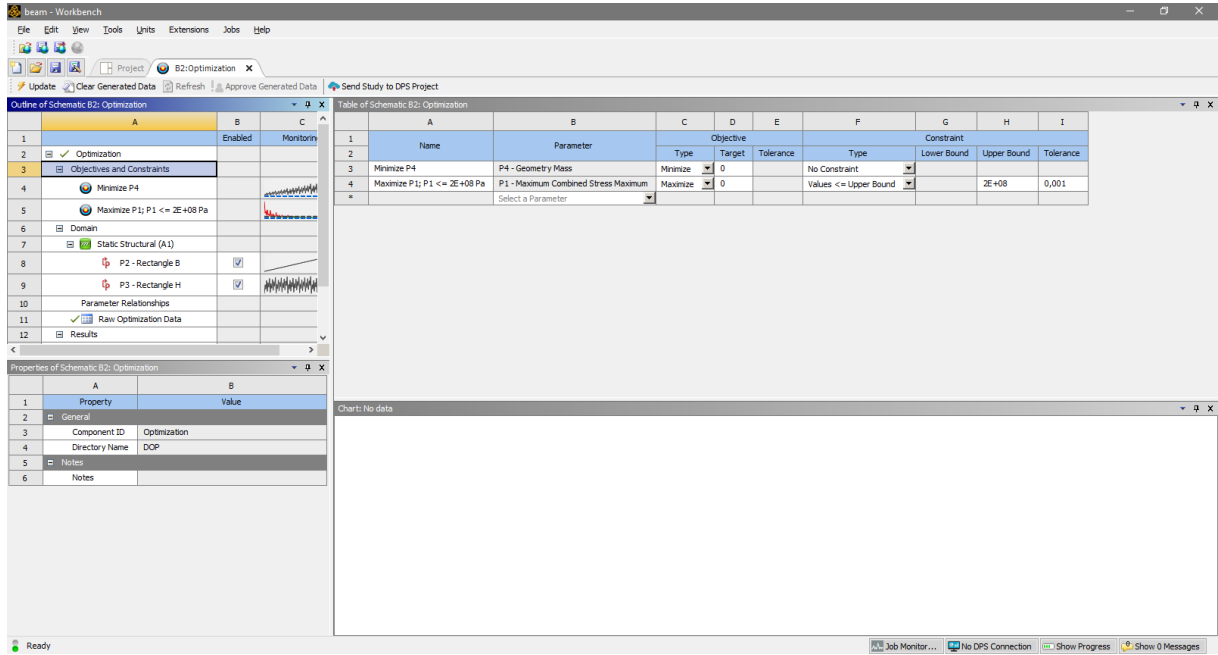 beam - Workbench
File Edit View Tools Units Extensions Jobs Help
Project B2:Optimization x
Update Clear Generated Data Refresh Approve Generated Data Send Study to DPS Project
Outline of Schematic B2: Optimization
A B C
1 Enabled Monitorin
2 Optimization
3 Objectives and Constraints
4 Minimize P4
5 Maximize P1; P1 <= 2E+08 Pa
6 Domain
7 Static Structural (A1)
8 P2 - Rectangle B
9 P3 - Rectangle H
10 Parameter Relationships
11 Raw Optimization Data
12 Results
Properties of Schematic B2: Optimization
A B
1 Property Value
2 General
3 Component ID Optimization
4 Directory Name DOP
5 Notes
6 Notes
Table of Schematic B2: Optimization
A B C D E F G H I
1 Name Parameter Objective Constraint
2 Type Target Tolerance Type Lower Bound Upper Bound Tolerance
3 Minimize P4 P4 - Geometry Mass Minimize 0 No Constraint
4 Maximize P1; P1 <= 2E+08 Pa P1 - Maximum Combined Stress Maximum Maximize 0 Values <= Upper Bound 2E+08 0,001
* Select a Parameter
Chart: No data
Ready Job Monitor... No DPS Connection Show Progress Show 0 Messages